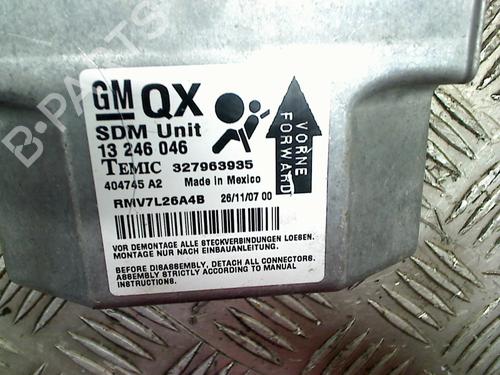 GM QX
SDM Unit
13 246 046
TEMIC 327963935
404745 A2 Made in Mexico
RMV7L26A4B 26/11/07 00
VORNE
FORWARD
VOR DEMONTAGE ALLE STECKVERBINDUNGEN LOESEN.
MONTAGE NUR NACH EINBAUANLEITUNG.
BEFORE DISASSEMBLY, DETACH ALL CONNECTORS.
ASSEMBLY STRICTLY ACCORDING TO MANUAL
INSTRUCTIONS.
B-PARTS